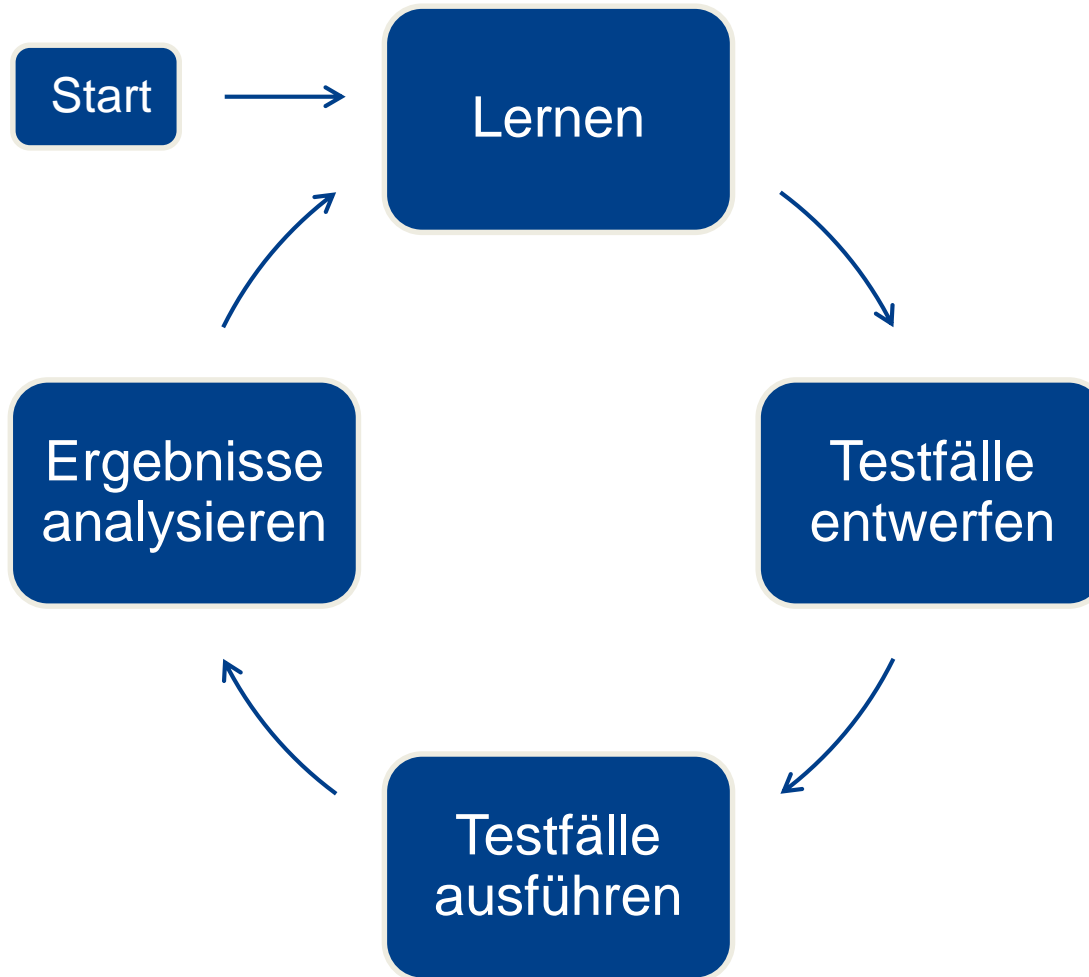 Start
Lernen
Testfälle
entwerfen
Testfälle
ausführen
Ergebnisse
analysieren